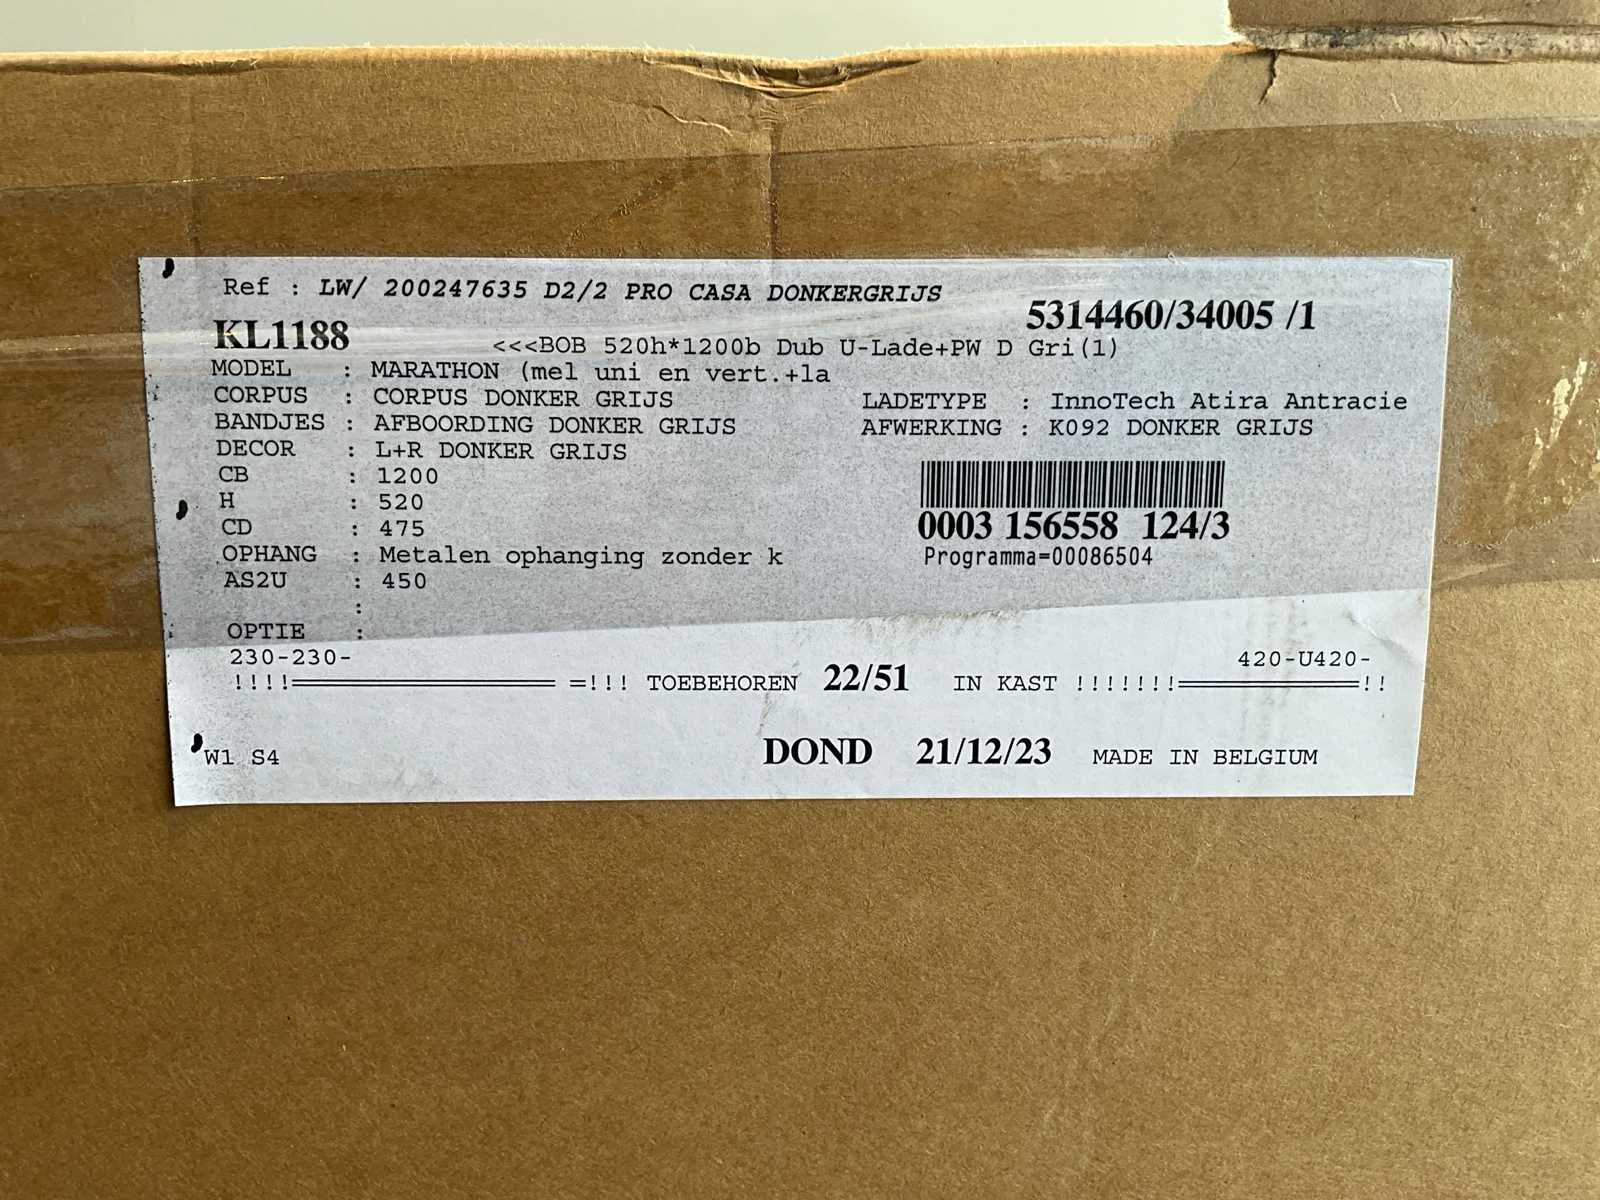 Ref : LW/ 200247635 D2/2 PRO CASA DONKERGRIJS
KL1188 5314460/34005 /1
<<<BOB 520h*1200b Dub U-Lade+PW D Gri(1)
MODEL : MARATHON (mel uni en vert.+la
CORPUS : CORPUS DONKER GRIJS LADETYPE : InnoTech Atira Antracie
BANDJES : AFBOORDING DONKER GRIJS AFWERKING : K092 DONKER GRIJS
DECOR : L+R DONKER GRIJS
CB : 1200
H : 520
CD : 475 0003 156558 124/3
OPHANG : Metalen ophanging zonder k Programma=00086504
AS2U : 450
:
OPTIE :
230-230- 420-U420-
!!!!═══════════════ =!!! TOEBEHOREN 22/51 IN KAST !!!!!!!═══════════!!
W1 S4 DOND 21/12/23 MADE IN BELGIUM